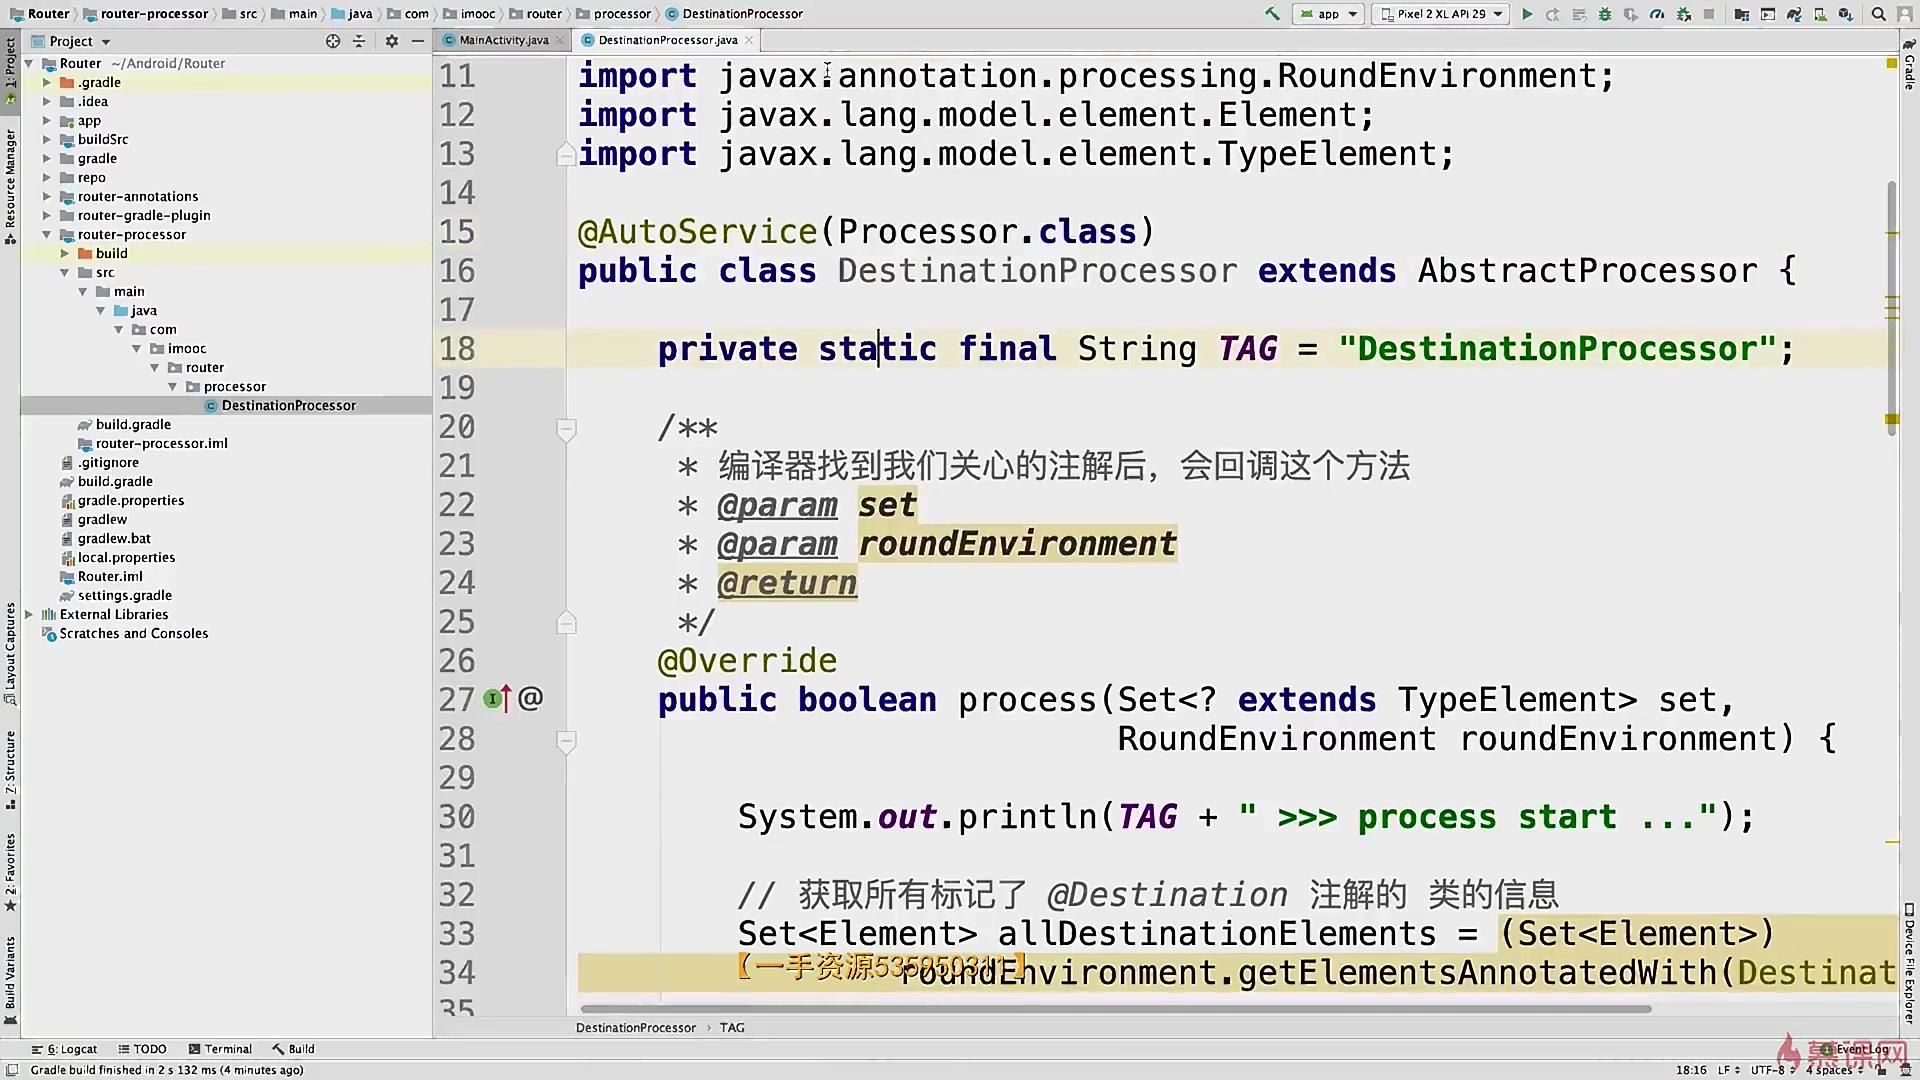 Router
router-processor
src
main
java
com
imooc
router
processor
DestinationProcessor
app
Pixel 2 XL API 29
Project
MainActivity.java
DestinationProcessor.java
1: Project
Resource Manager
Layout Captures
7: Structure
2: Favorites
Build Variants
Router ~/Android/Router
.gradle
.idea
app
buildSrc
gradle
repo
router-annotations
router-gradle-plugin
router-processor
build
src
main
java
com
imooc
router
processor
DestinationProcessor
build.gradle
router-processor.iml
.gitignore
build.gradle
gradle.properties
gradlew
gradlew.bat
local.properties
Router.iml
settings.gradle
External Libraries
Scratches and Consoles
11 import javax.annotation.processing.RoundEnvironment;
12 import javax.lang.model.element.Element;
13 import javax.lang.model.element.TypeElement;
14
15 @AutoService(Processor.class)
16 public class DestinationProcessor extends AbstractProcessor {
17
18 private static final String TAG = "DestinationProcessor";
19
20 /**
21 * 编译器找到我们关心的注解后，会回调这个方法
22 * @param set
23 * @param roundEnvironment
24 * @return
25 */
26 @Override
27 public boolean process(Set<? extends TypeElement> set,
28 RoundEnvironment roundEnvironment) {
29
30 System.out.println(TAG + " >>> process start ...");
31
32 // 获取所有标记了 @Destination 注解的 类的信息
33 Set<Element> allDestinationElements = (Set<Element>)
34 roundEnvironment.getElementsAnnotatedWith(Destinat
【一手资源535950311】
35
DestinationProcessor › TAG
Gradle
Device File Explorer
6: Logcat
TODO
Terminal
Build
Event Log
慕课网
Gradle build finished in 2 s 132 ms (4 minutes ago)
18:16 LF UTF-8 4 spaces